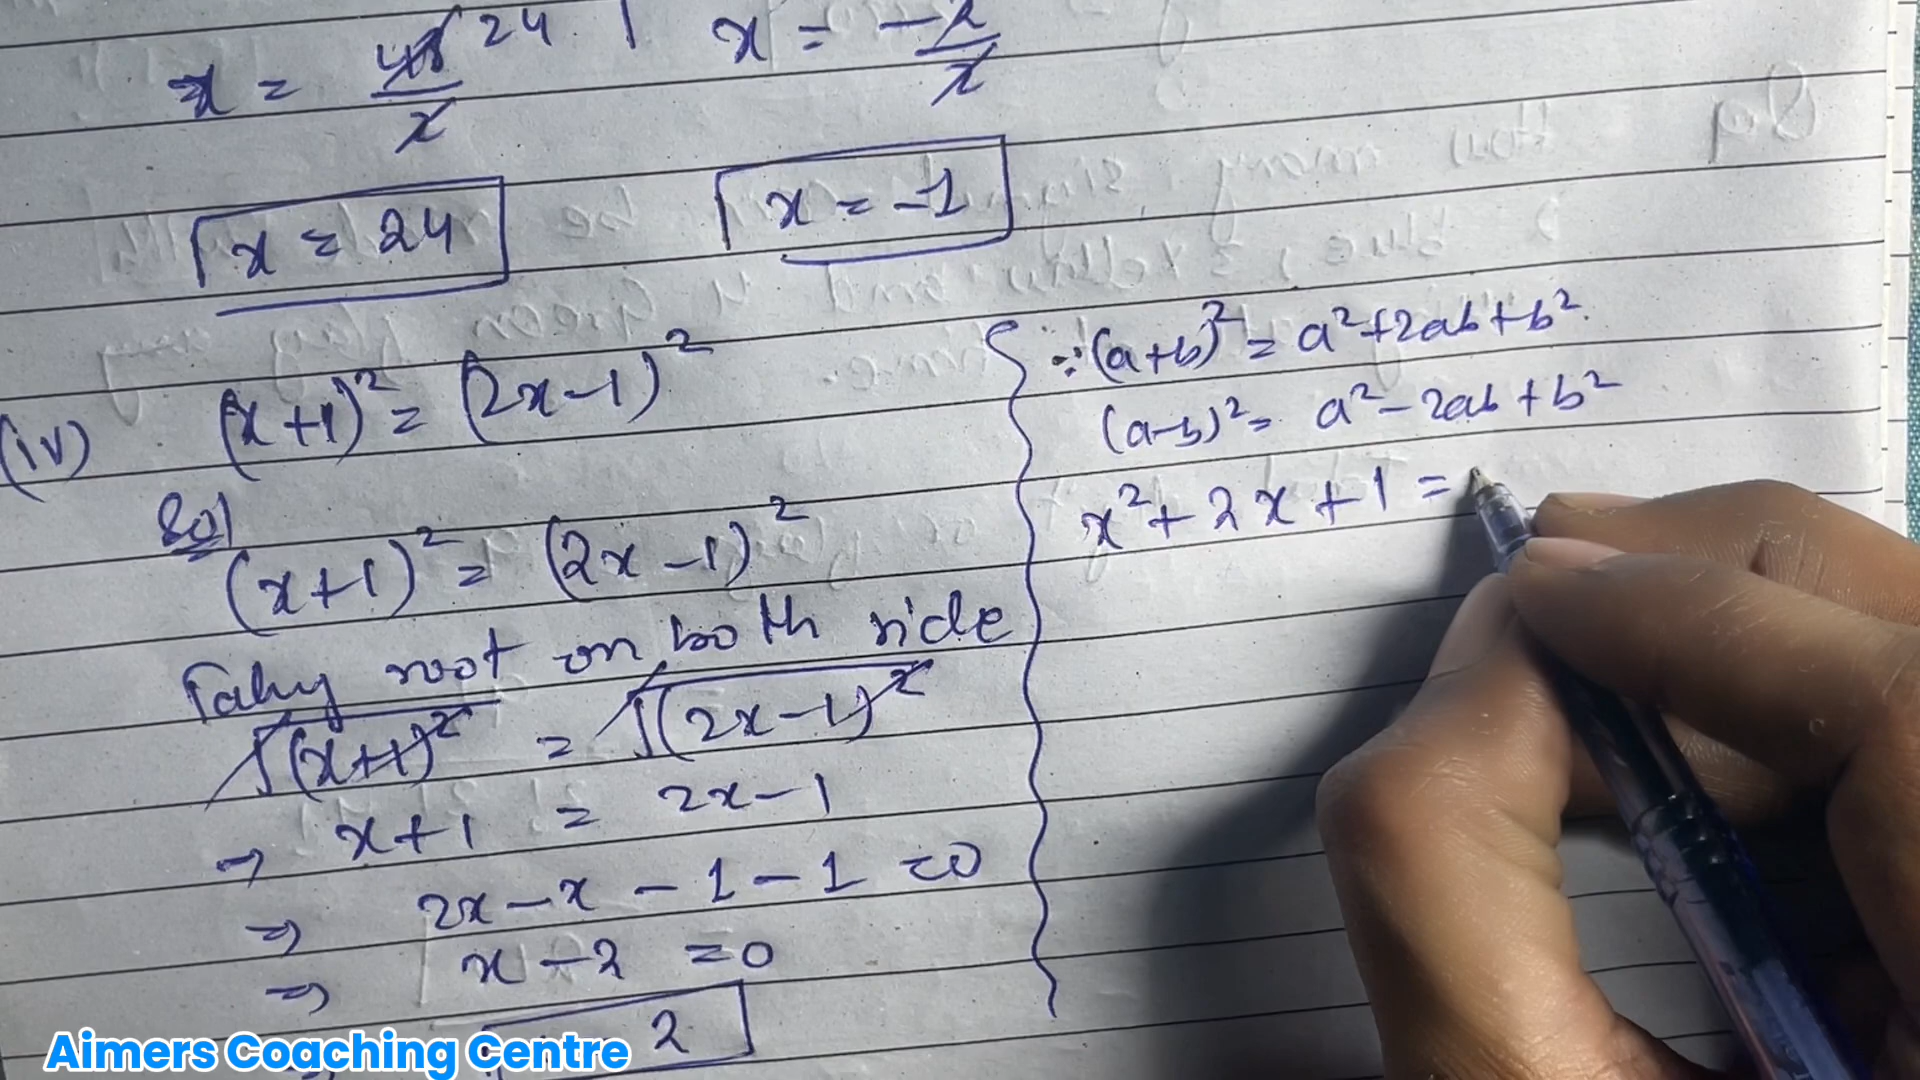 x = 48/2 24 | x = -2/2
x = 24 x = -1
(iv) (x+1)² = (2x-1)²
Sol
(x+1)² = (2x-1)²
Taking root on both side
√(x+1)² = √(2x-1)²
⇒ x+1 = 2x-1
⇒ 2x-x-1-1 =0
⇒ x-2 =0
2
∵(a+b)² = a²+2ab+b²
(a-b)² = a²-2ab+b²
x²+2x+1 =
Aimers Coaching Centre